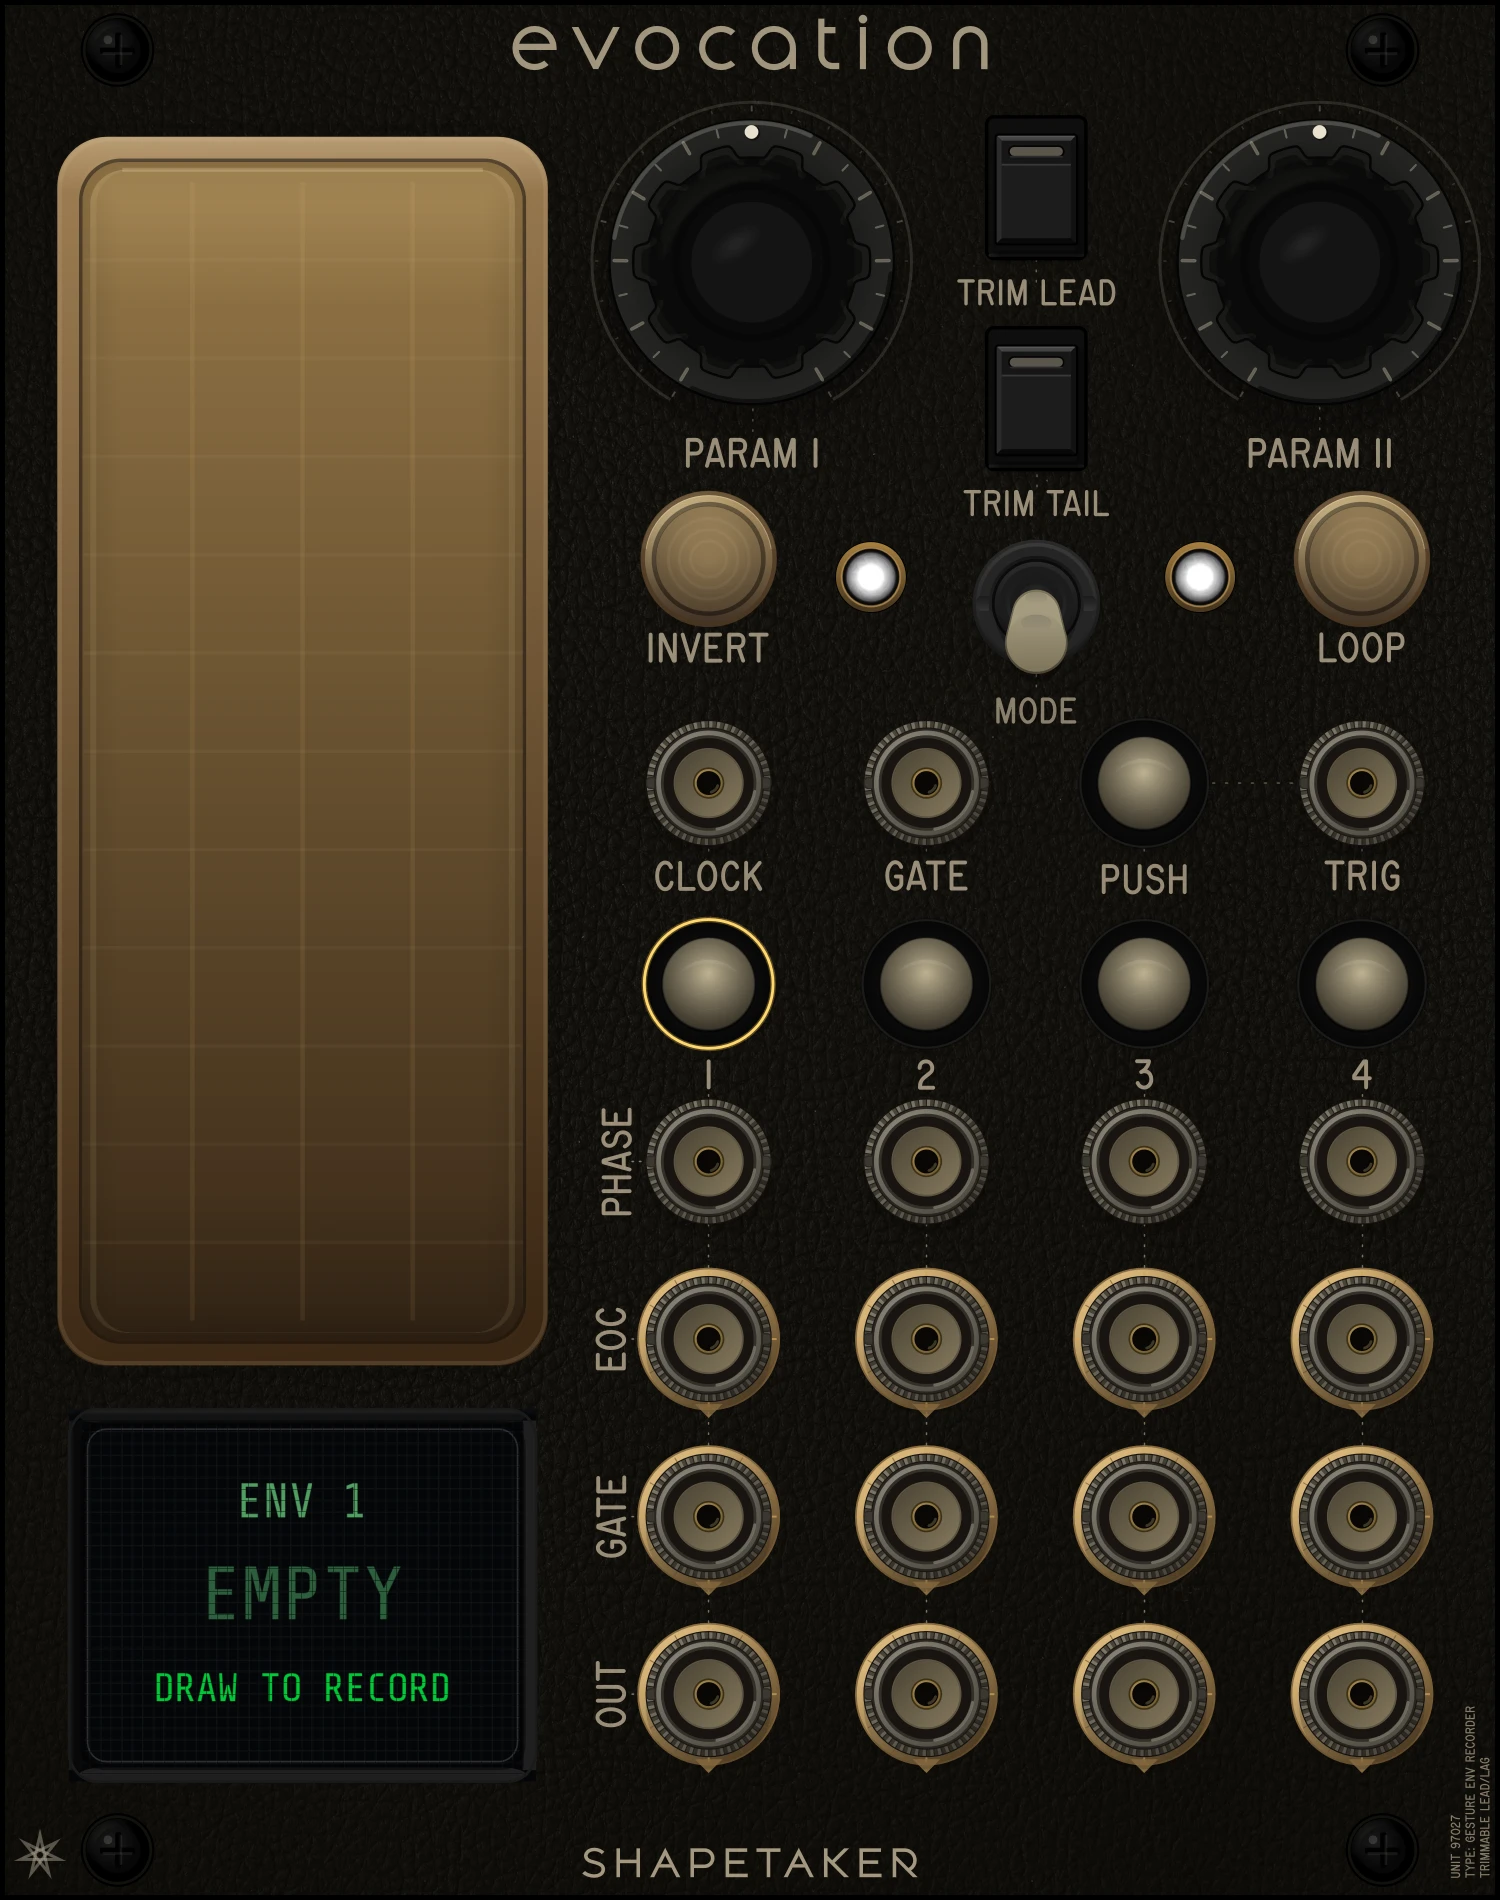 evocation
TRIM LEAD
PARAM I
PARAM II
TRIM TAIL
INVERT
LOOP
MODE
CLOCK
GATE
PUSH
TRIG
1
2
3
4
PHASE
EOC
GATE
OUT
ENV 1
EMPTY
DRAW TO RECORD
UNIT 97027
TYPE: GESTURE ENV RECORDER
TRIMMABLE LEAD/LAG
SHAPETAKER